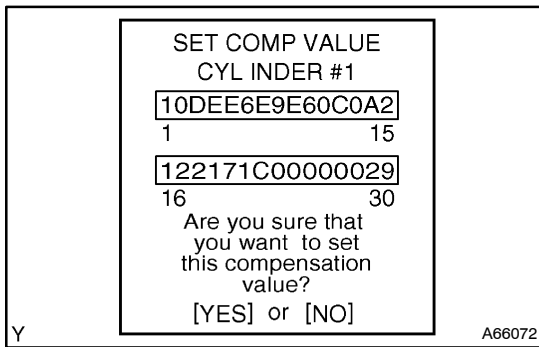 SET COMP VALUE
CYL INDER #1
10DEE6E9E60C0A2
1 15
122171C00000029
16 30
Are you sure that
you want to set
this compensation
value?
[YES] or [NO]
Y A66072